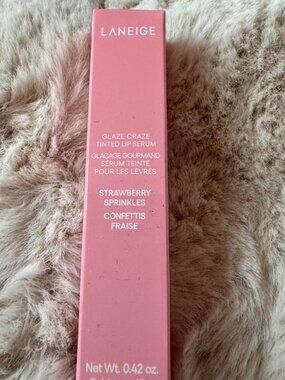 LANEIGE
GLAZE CRAZE
TINTED LIP SERUM
GLAÇAGE GOURMAND
SÉRUM TEINTÉ
POUR LES LÈVRES
STRAWBERRY
SPRINKLES
CONFETTIS
FRAISE
Net Wt. 0.42 oz.